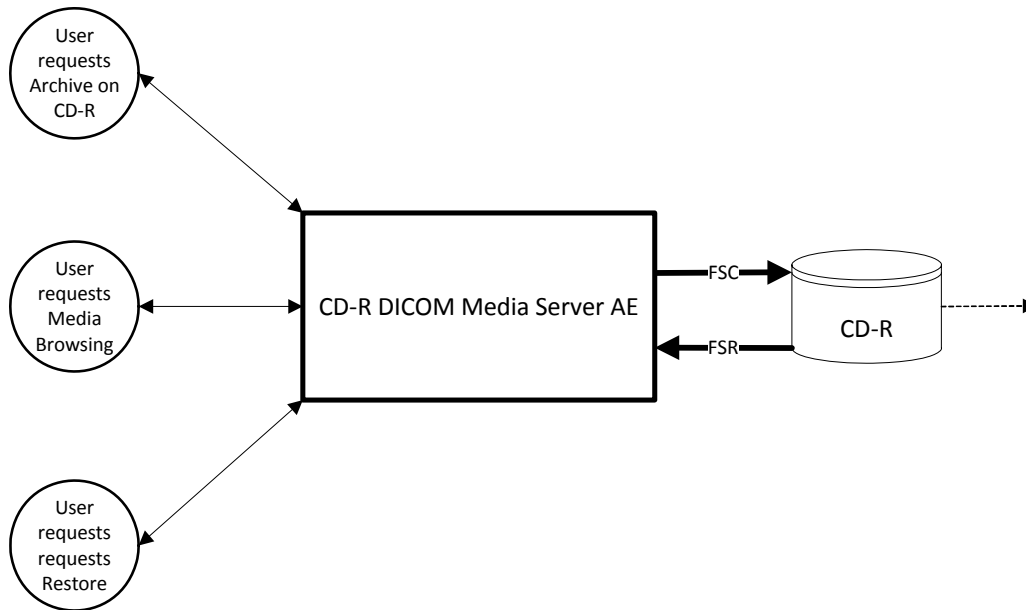 User
requests
Archive on
CD-R
User
requests
Media
Browsing
User
requests
requests
Restore
CD-R DICOM Media Server AE
FSC
FSR
CD-R